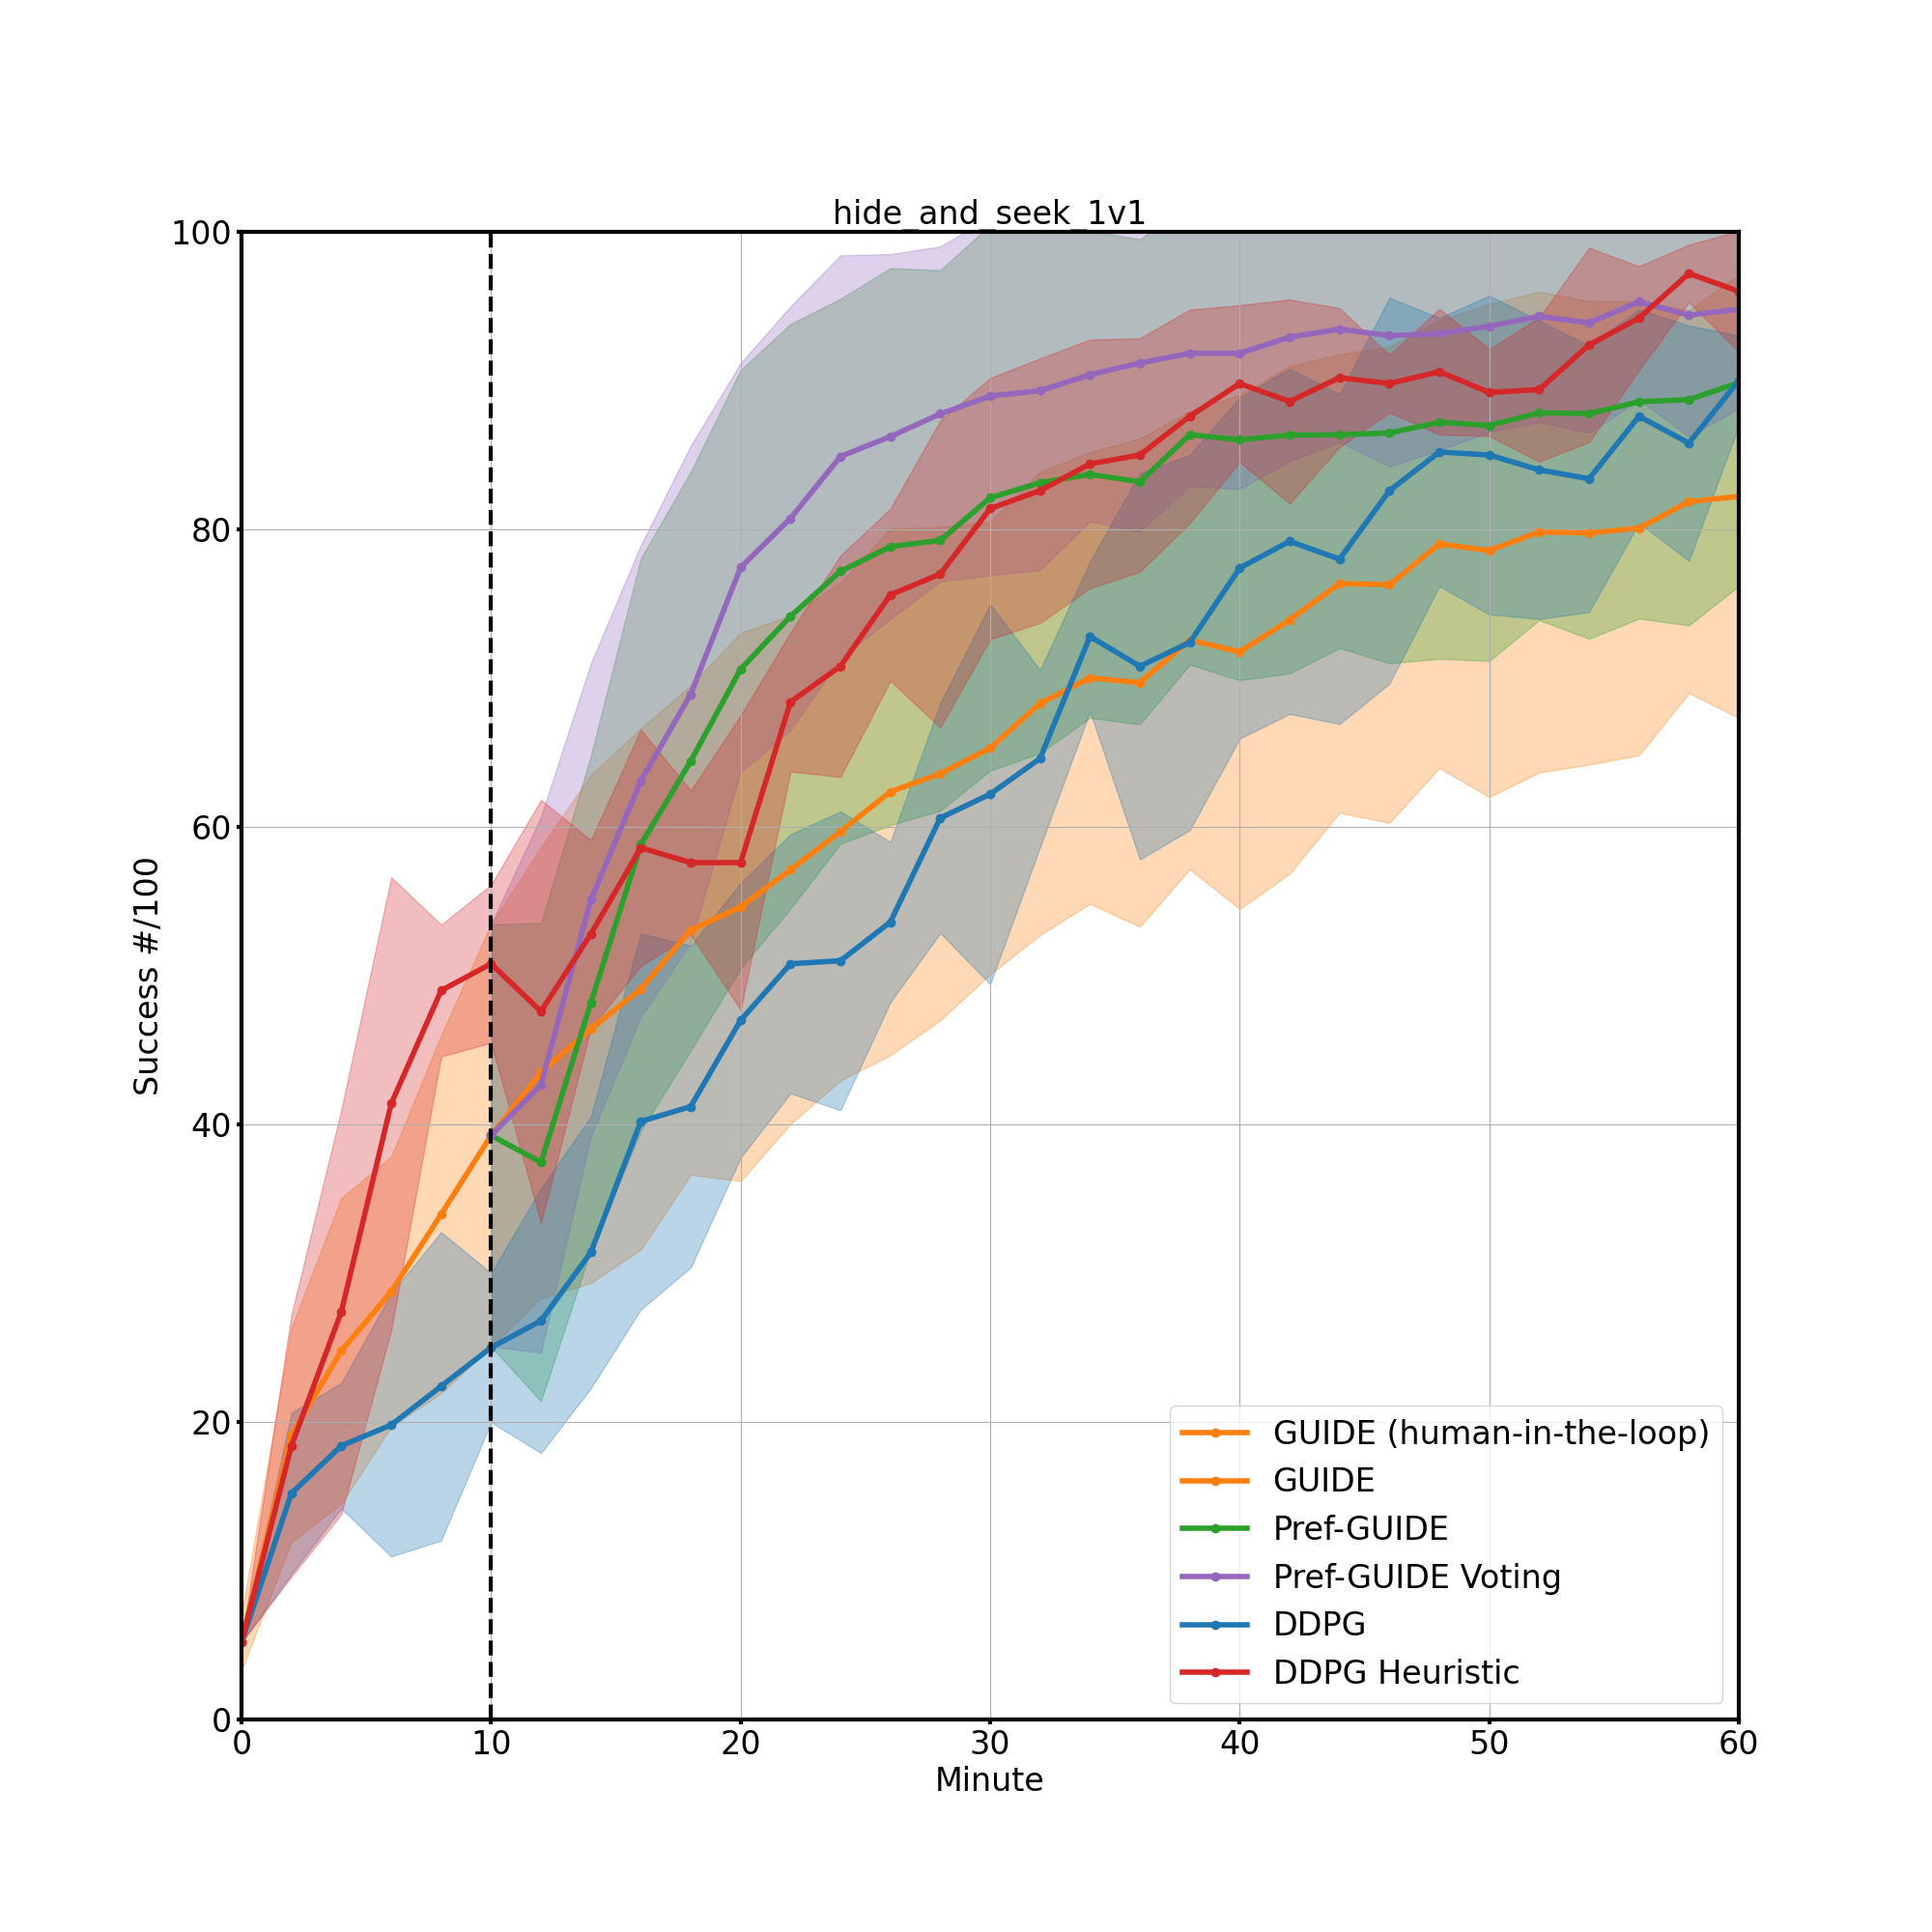 hide_and_seek_1v1
100
80
60
40
20
0
Success #/100
0 10 20 30 40 50 60
Minute
GUIDE (human-in-the-loop)
GUIDE
Pref-GUIDE
Pref-GUIDE Voting
DDPG
DDPG Heuristic